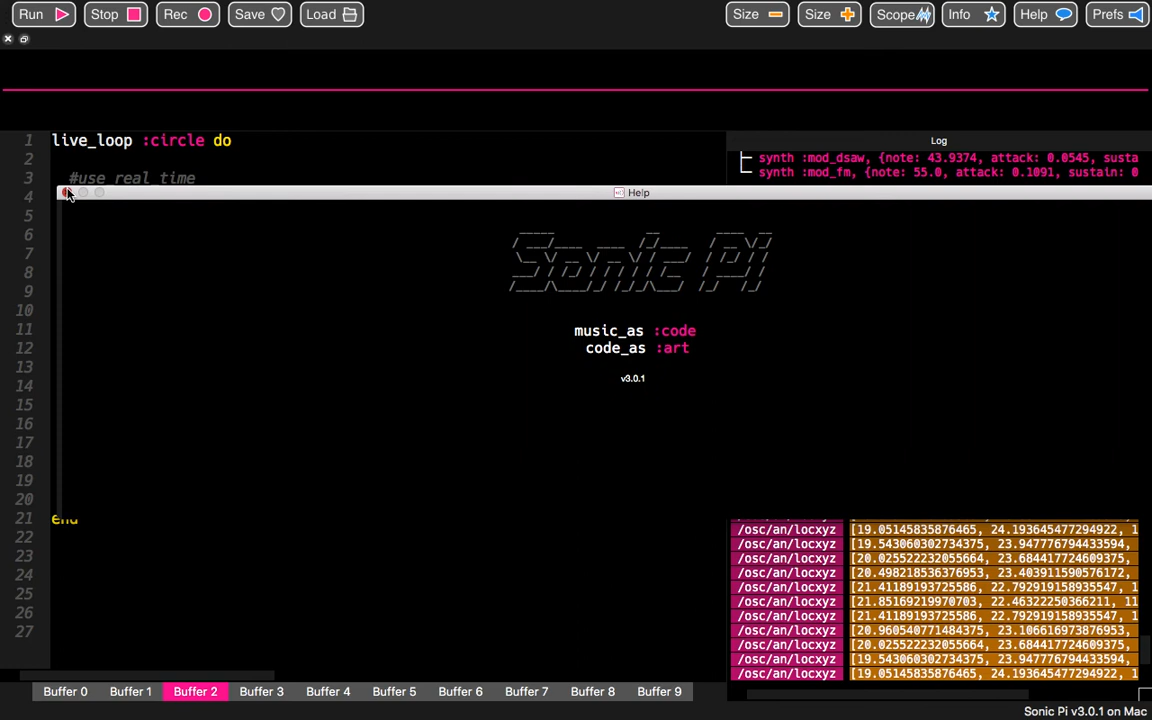 Run Stop Rec Save Load Size Size Scope Info Help Prefs
1 live_loop :circle do
2
3 #use_real_time
4
5
6
7
8
9
10
11
12
13
14
15
16
17
18
19
20
21 end
22
23
24
25
26
27
Log
synth :mod_dsaw, {note: 43.9374, attack: 0.0545, susta
synth :mod_fm, {note: 55.0, attack: 0.1091, sustain: 0
Help
Sonic Pi
music_as :code
code_as :art
v3.0.1
/osc/an/locxyz [19.05145835876465, 24.193645477294922, 1
/osc/an/locxyz [19.543060302734375, 23.947776794433594,
/osc/an/locxyz [20.025522232055664, 23.684417724609375,
/osc/an/locxyz [20.498218536376953, 23.403911590576172,
/osc/an/locxyz [21.41189193725586, 22.792919158935547, 1
/osc/an/locxyz [21.85169219970703, 22.46322250366211, 11
/osc/an/locxyz [21.41189193725586, 22.792919158935547, 1
/osc/an/locxyz [20.960540771484375, 23.106616973876953,
/osc/an/locxyz [20.025522232055664, 23.684417724609375,
/osc/an/locxyz [19.543060302734375, 23.947776794433594,
/osc/an/locxyz [19.05145835876465, 24.193645477294922, 1
Buffer 0 Buffer 1 Buffer 2 Buffer 3 Buffer 4 Buffer 5 Buffer 6 Buffer 7 Buffer 8 Buffer 9
Sonic Pi v3.0.1 on Mac